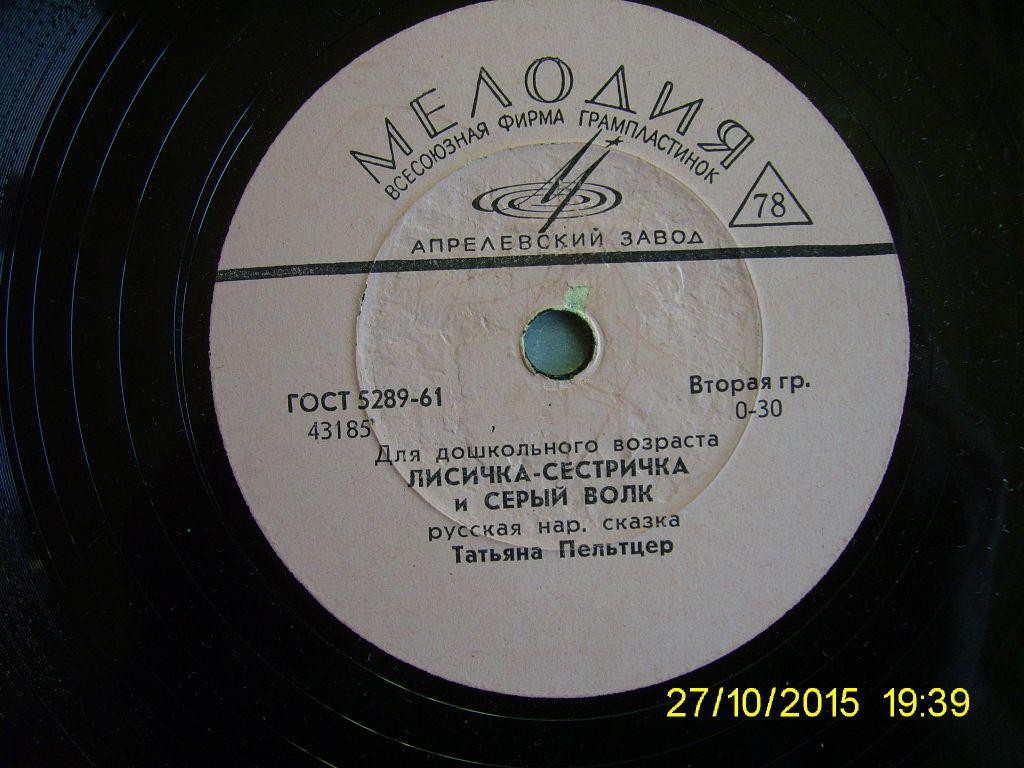 МЕЛОДИЯ
ВСЕСОЮЗНАЯ ФИРМА ГРАМПЛАСТИНОК
78
АПРЕЛЕВСКИЙ ЗАВОД
ГОСТ 5289-61
Вторая гр.
43185
0-30
Для дошкольного возраста
ЛИСИЧКА-СЕСТРИЧКА
и СЕРЫЙ ВОЛК
русская нар. сказка
Татьяна Пельтцер
27/10/2015 19:39